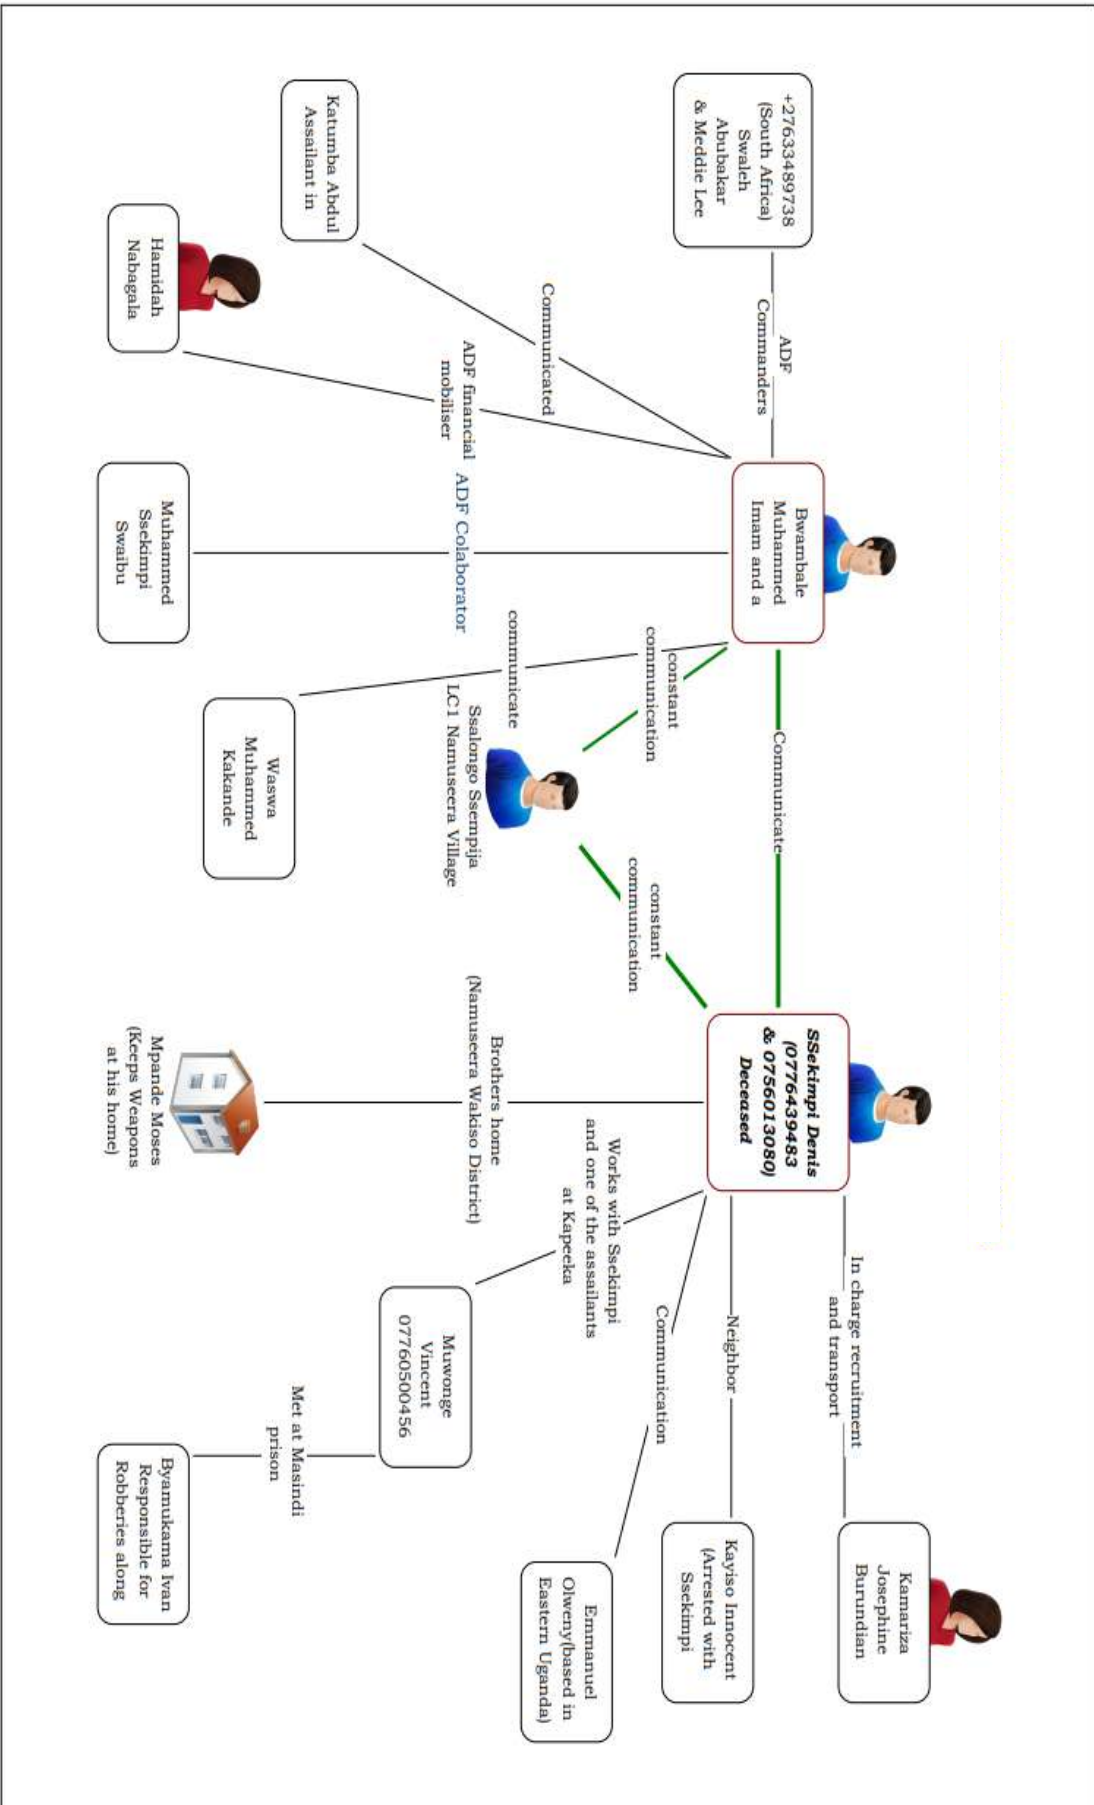 +27633489738
(South Africa)
Swaleh
Abubakar
& Meddie Lee
ADF
Commanders
Bwambale
Muhammed
Imam and a
Communicate
SSekimpi Denis
(0776439483
& 0756013080)
Deceased
In charge recruitment
and transport
Kamariza
Josephine
Burundian
Neighbor
Kayiso Innocent
(Arrested with
Ssekimpi
Communication
Emmanuel
Olweny(based in
Eastern Uganda)
Katumba Abdul
Assailant in
Communicated
Hamidah
Nabagala
ADF financial
mobiliser
ADF Colaborator
Muhammed
Ssekimpi
Swaibu
communicate
Waswa
Muhammed
Kakande
constant
communication
Ssalongo Ssempija
LC1 Namuseera Village
constant
communication
Brothers home
(Namuseera Wakiso District)
Mpande Moses
(Keeps Weapons
at his home)
Works with Ssekimpi
and one of the assailants
at Kapeeka
Muwonge
Vincent
07760500456
Met at Masindi
prison
Byamukama Ivan
Responsible for
Robberies along